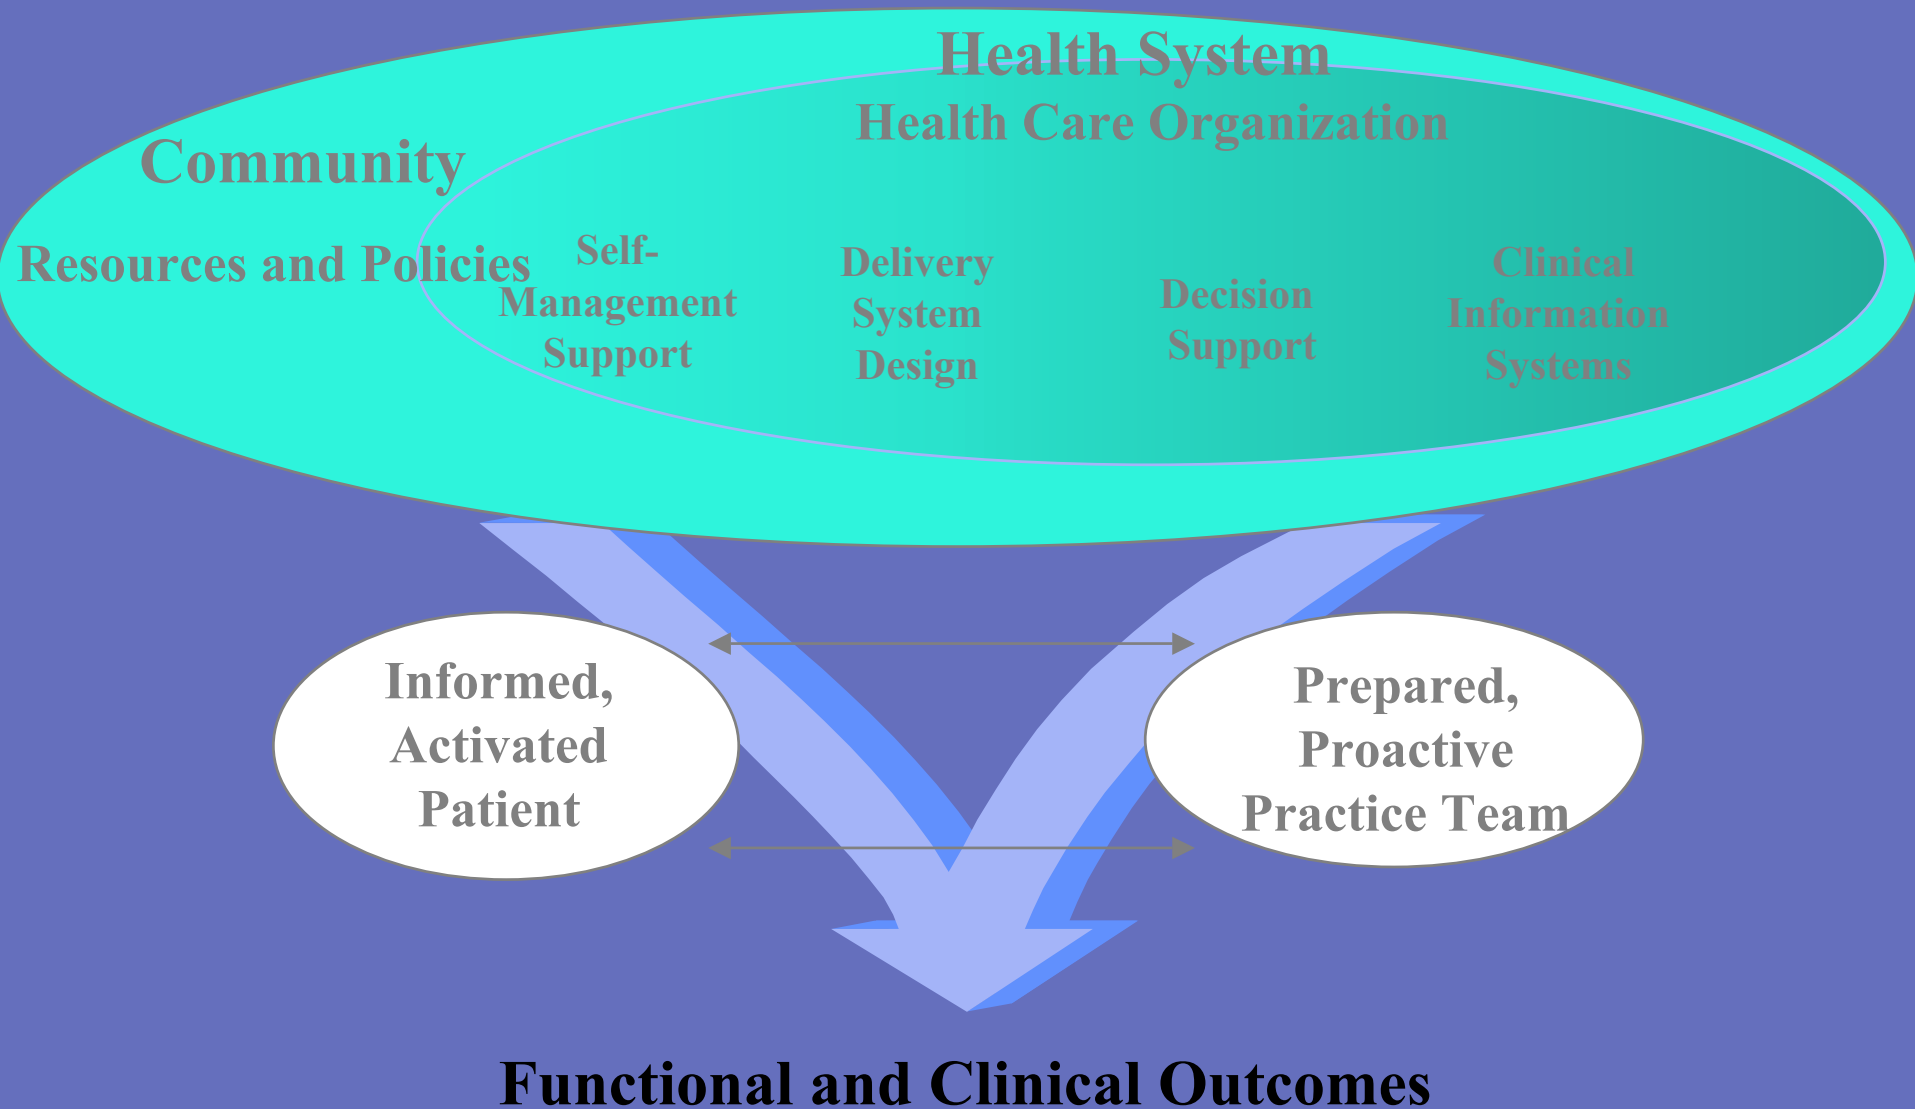 Health System
Health Care Organization
Community
Resources and Policies
Self-
Management
Support
Delivery
System
Design
Decision
Support
Clinical
Information
Systems
Informed,
Activated
Patient
Prepared,
Proactive
Practice Team
Functional and Clinical Outcomes